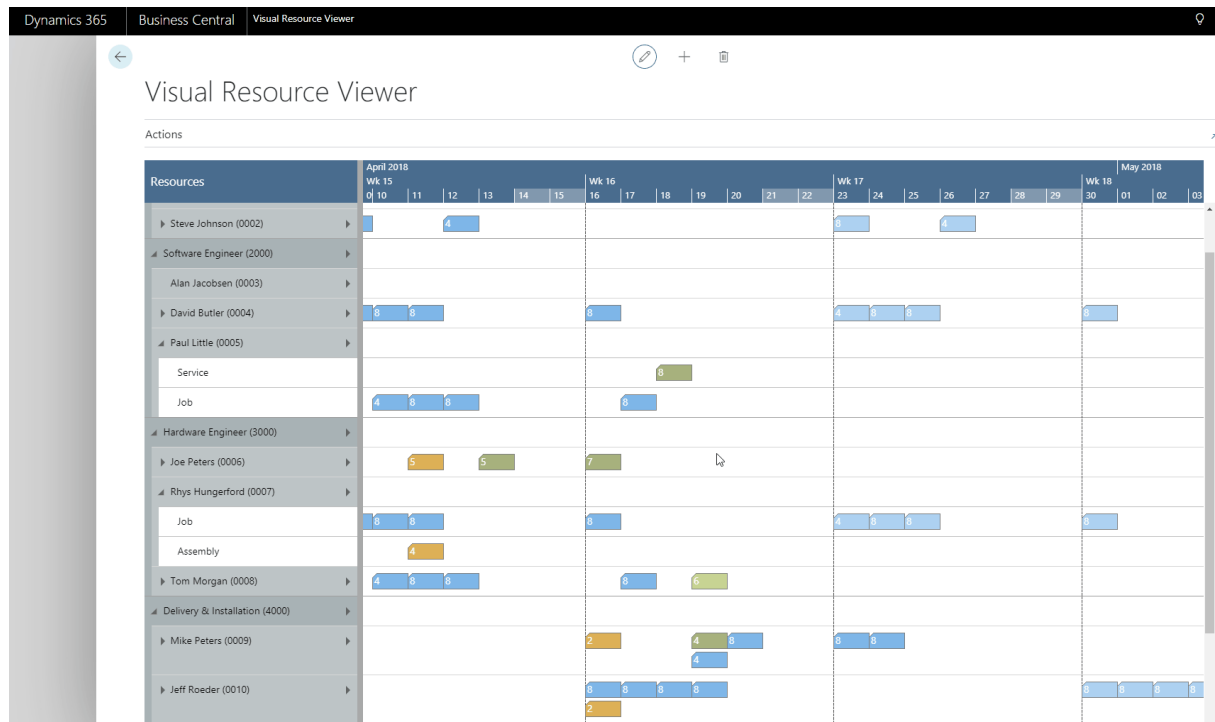 Dynamics 365 Business Central Visual Resource Viewer
Visual Resource Viewer
Actions
April 2018 May 2018
Resources Wk 15 Wk 16 Wk 17 Wk 18
0 10 11 12 13 14 15 16 17 18 19 20 21 22 23 24 25 26 27 28 29 30 01 02 03
Steve Johnson (0002) 4 8 4
Software Engineer (2000)
Alan Jacobsen (0003)
David Butler (0004) 8 8 8 4 8 8 8
Paul Little (0005)
Service 8
Job 4 8 8 8
Hardware Engineer (3000)
Joe Peters (0006) 5 5 7
Rhys Hungerford (0007)
Job 8 8 8 4 8 8 8
Assembly 4
Tom Morgan (0008) 4 8 8 8 6
Delivery & Installation (4000)
Mike Peters (0009) 2 4 8 8 8
4
Jeff Roeder (0010) 8 8 8 8 8 8 8 8
2